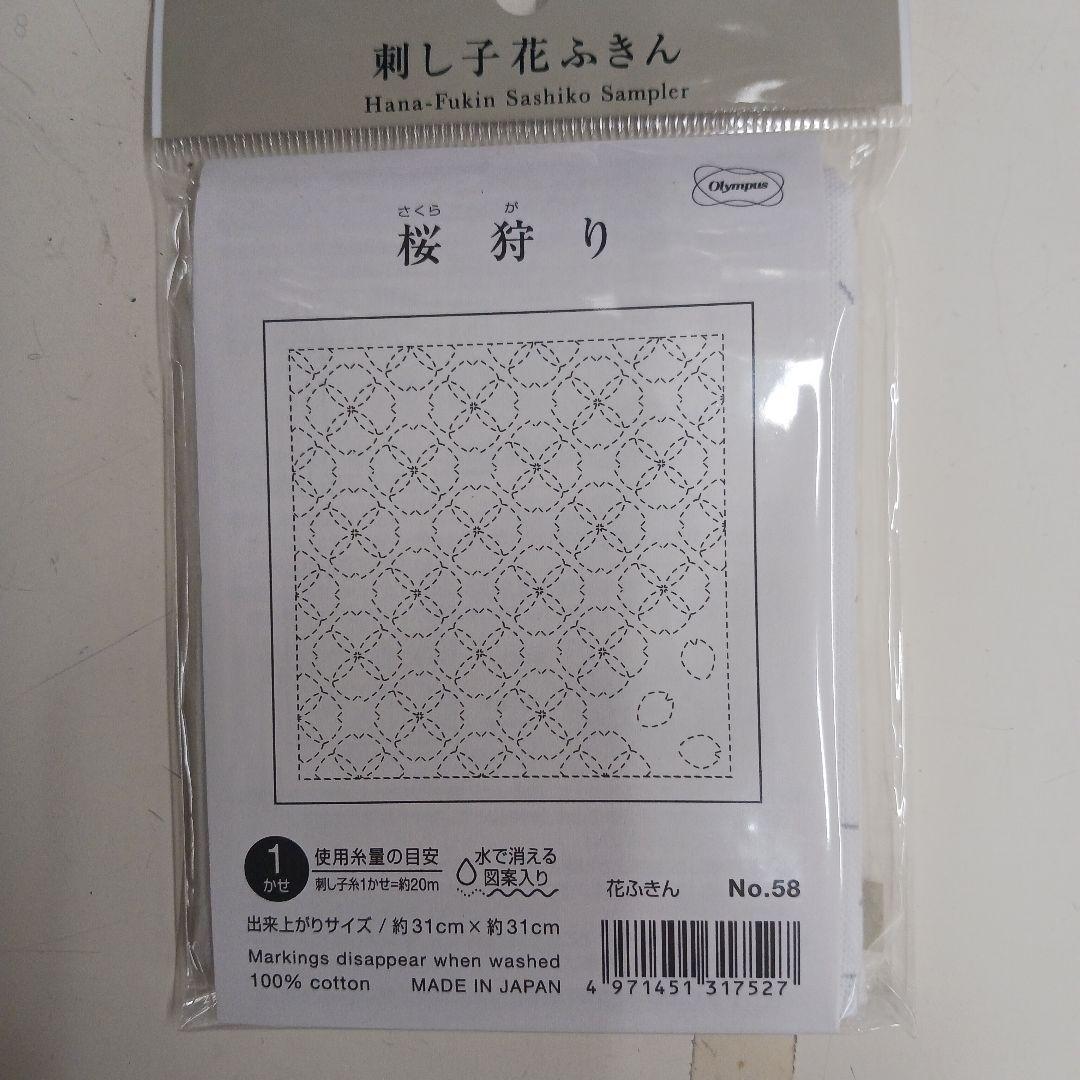 刺し子花ふきん
Hana-Fukin Sashiko Sampler
Olympus
さくら が
桜狩り
1
かせ
使用糸量の目安
刺し子糸1かせ=約20m
水で消える
図案入り
花ふきん No.58
出来上がりサイズ / 約31cm×約31cm
Markings disappear when washed
100% cotton MADE IN JAPAN
4 971451 317527